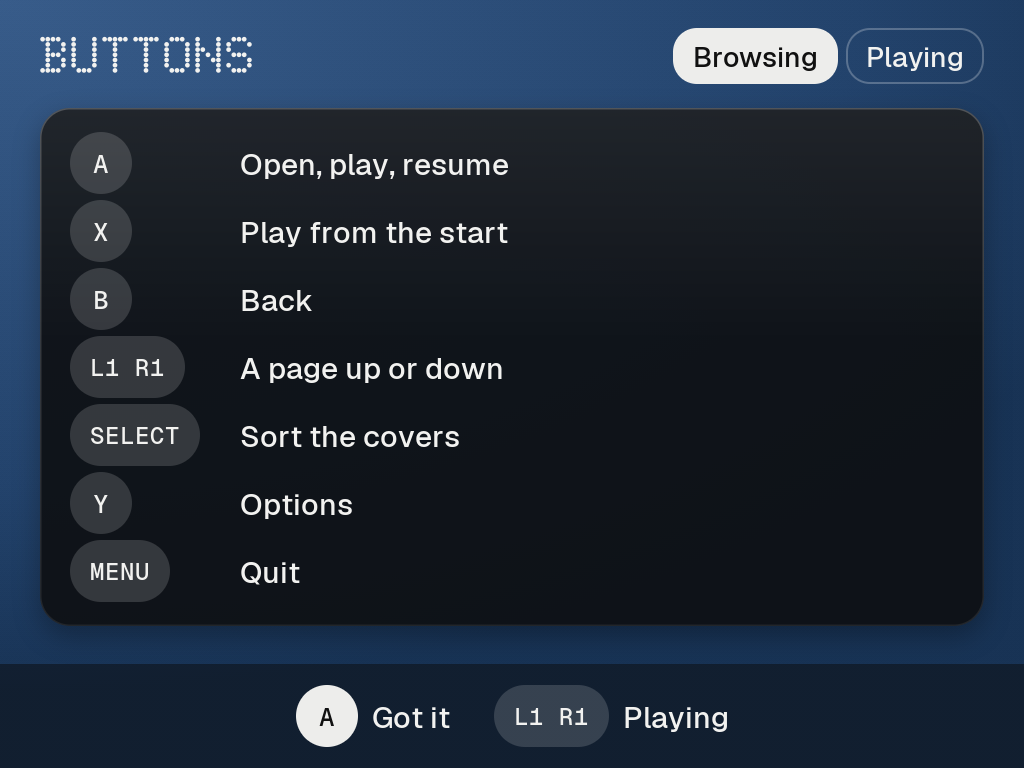 BUTTONS
Browsing Playing
A Open, play, resume
X Play from the start
B Back
L1 R1 A page up or down
SELECT Sort the covers
Y Options
MENU Quit
A Got it L1 R1 Playing